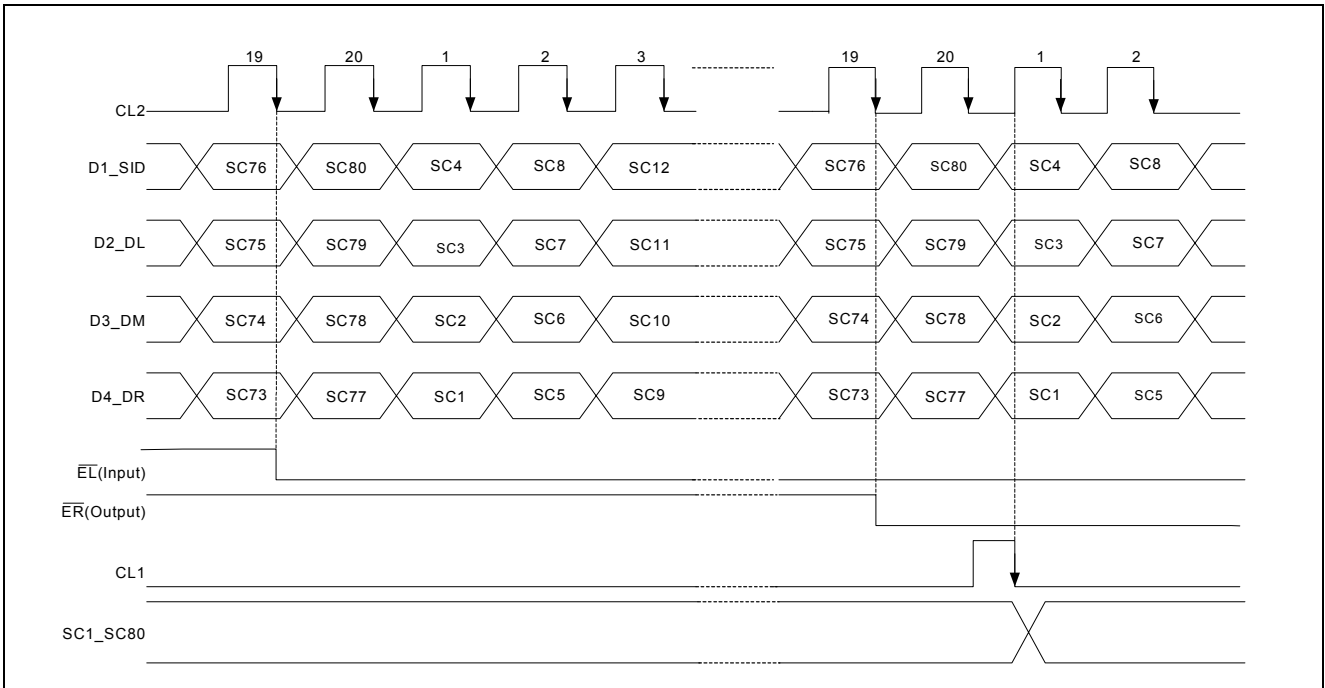 19 20 1 2 3 19 20 1 2
CL2
D1_SID SC76 SC80 SC4 SC8 SC12 SC76 SC80 SC4 SC8
D2_DL SC75 SC79 SC3 SC7 SC11 SC75 SC79 SC3 SC7
D3_DM SC74 SC78 SC2 SC6 SC10 SC74 SC78 SC2 SC6
D4_DR SC73 SC77 SC1 SC5 SC9 SC73 SC77 SC1 SC5
E̅L̅(Input)
E̅R̅(Output)
CL1
SC1_SC80